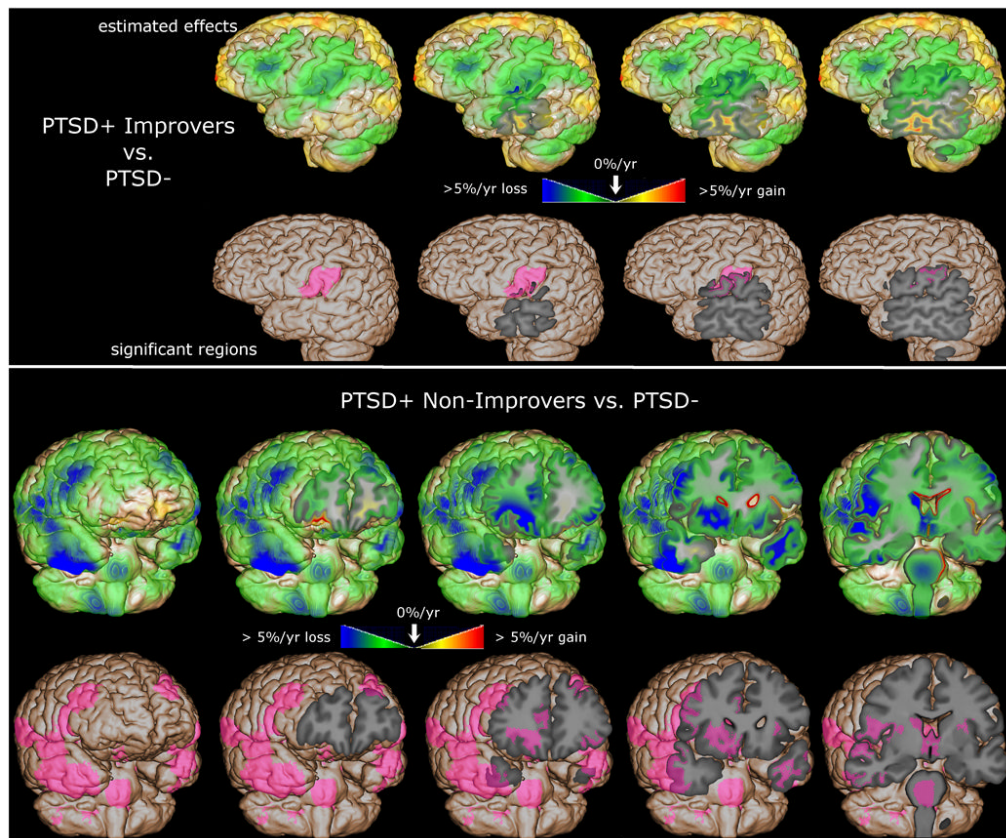 estimated effects
PTSD+ Improvers
vs.
PTSD-
0%/yr
>5%/yr loss
>5%/yr gain
significant regions
PTSD+ Non-Improvers vs. PTSD-
0%/yr
> 5%/yr loss
> 5%/yr gain